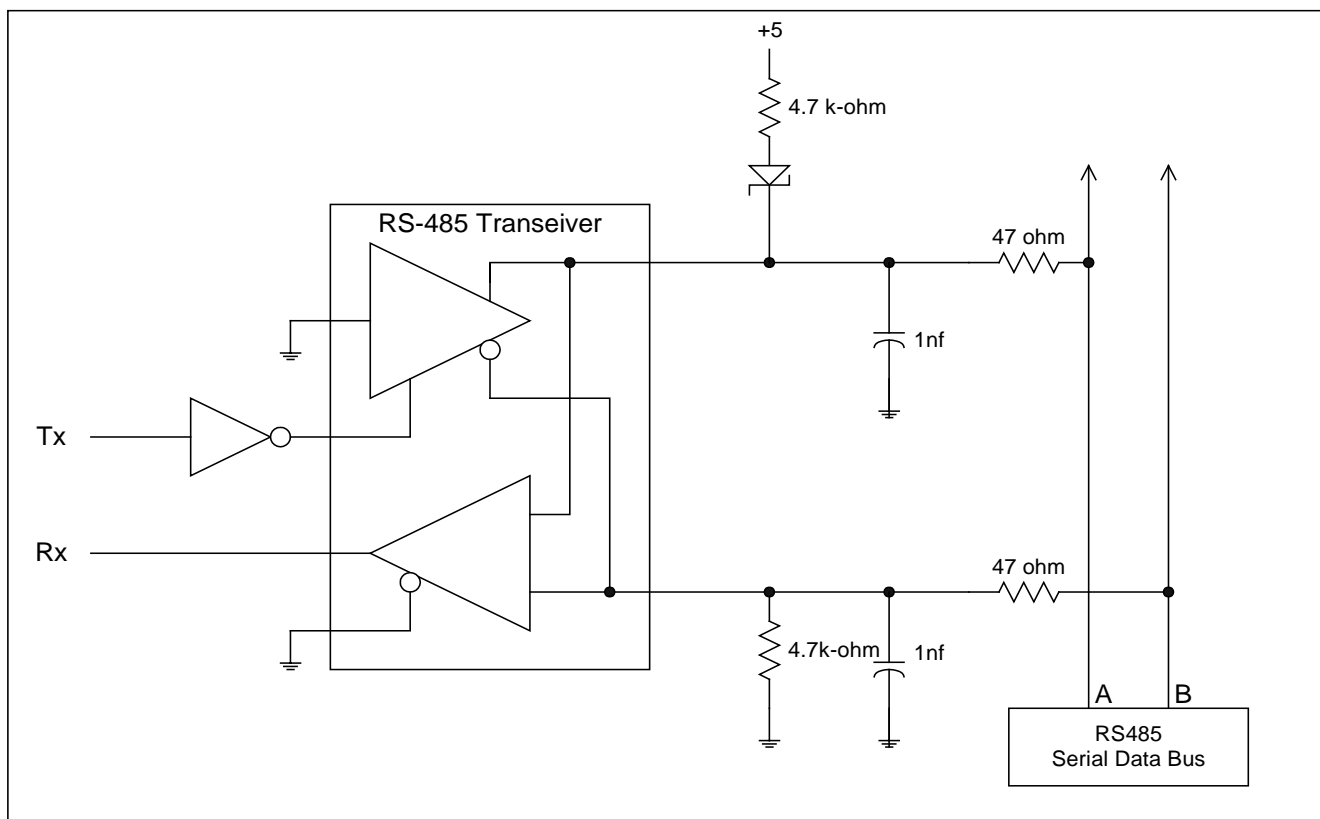 +5
4.7 k-ohm
RS-485 Transeiver
47 ohm
1nf
Tx
Rx
47 ohm
4.7k-ohm
1nf
A
B
RS485
Serial Data Bus